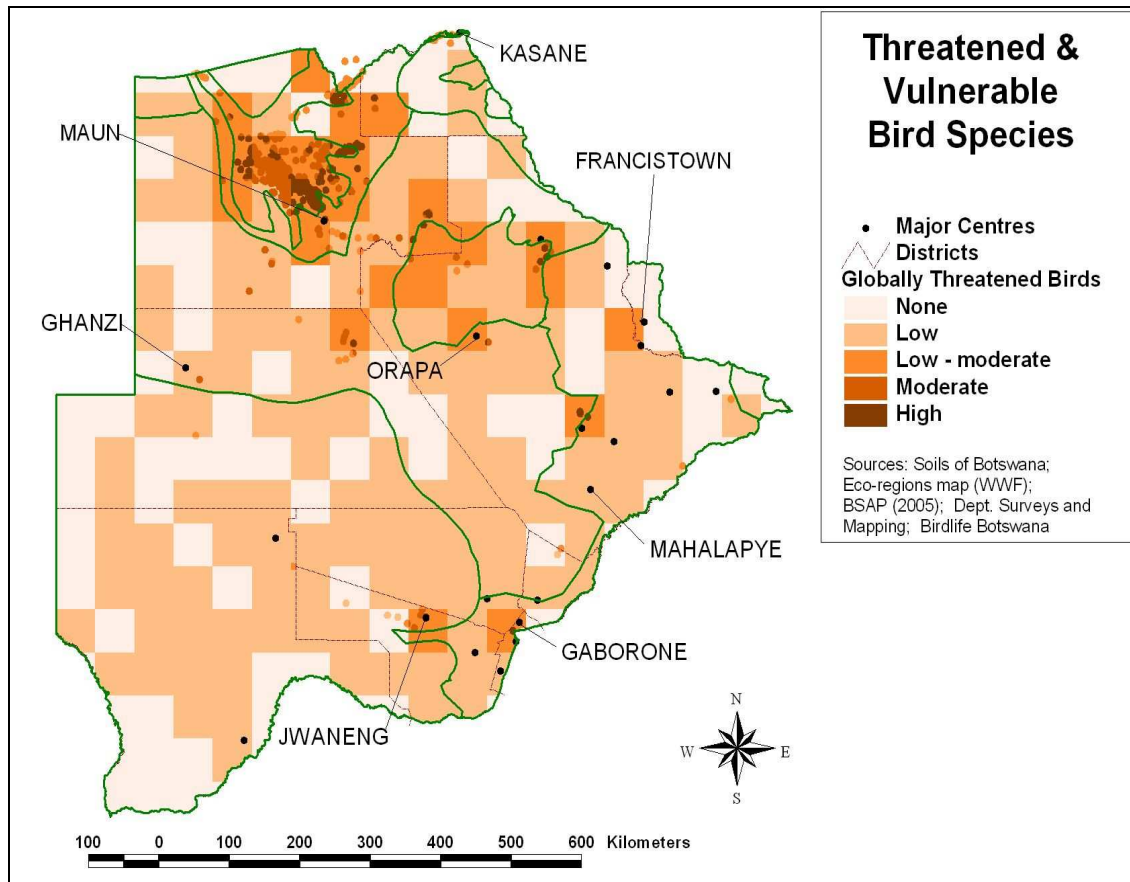 Threatened &
Vulnerable
Bird Species
Major Centres
Districts
Globally Threatened Birds
None
Low
Low - moderate
Moderate
High
Sources: Soils of Botswana;
Eco-regions map (WWF);
BSAP (2005); Dept. Surveys and
Mapping; Birdlife Botswana
KASANE
MAUN
FRANCISTOWN
GHANZI
ORAPA
MAHALAPYE
GABORONE
JWANENG
N
W E
S
100 0 100 200 300 400 500 600 Kilometers